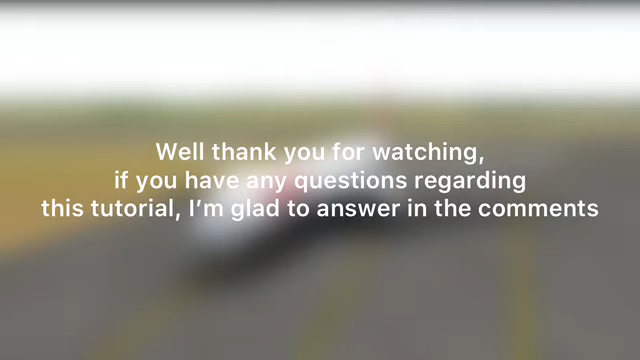 Well thank you for watching,
if you have any questions regarding
this tutorial, I’m glad to answer in the comments